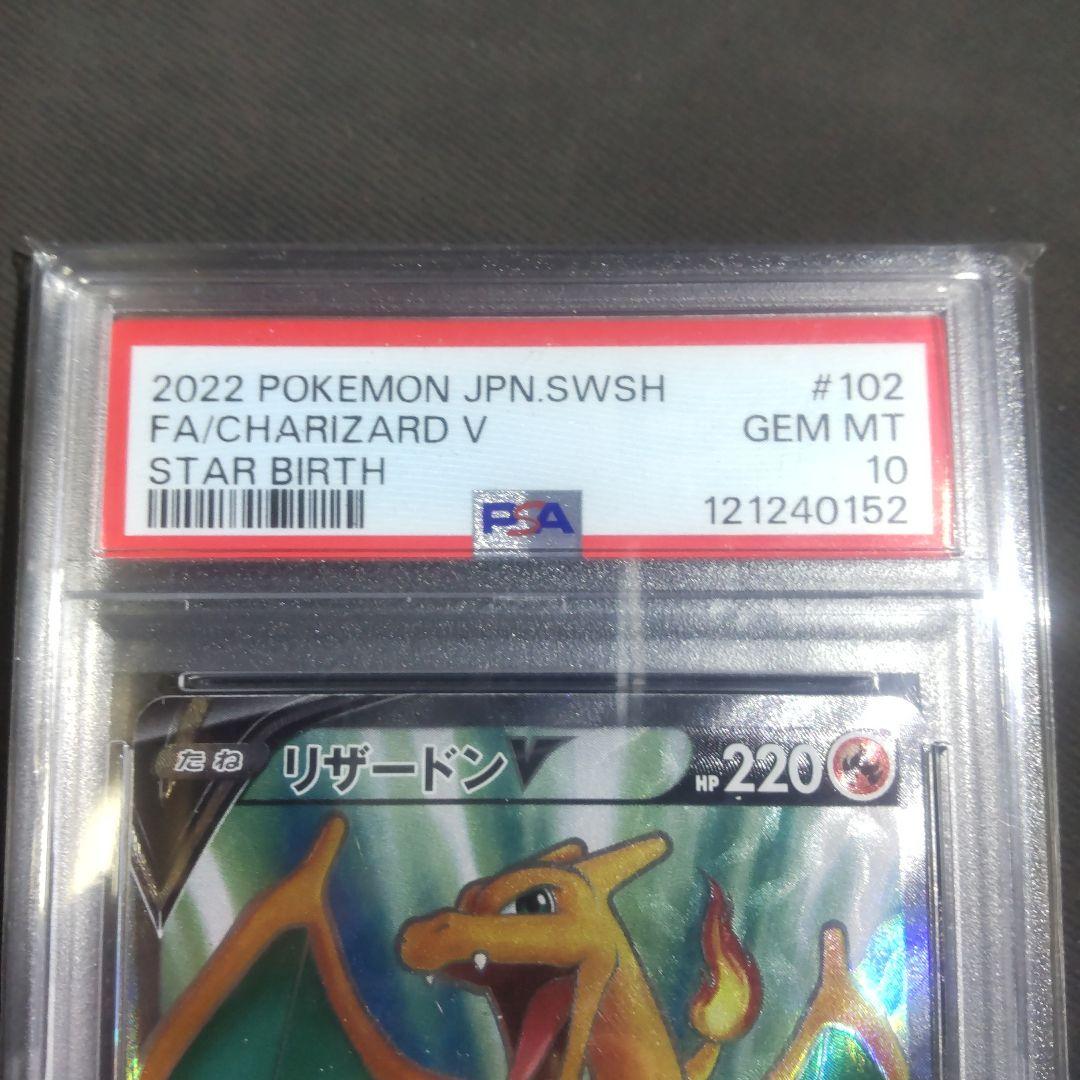 2022 POKEMON JPN.SWSH #102
FA/CHARIZARD V GEM MT
STAR BIRTH 10
PSA 121240152
たね リザードンV HP 220